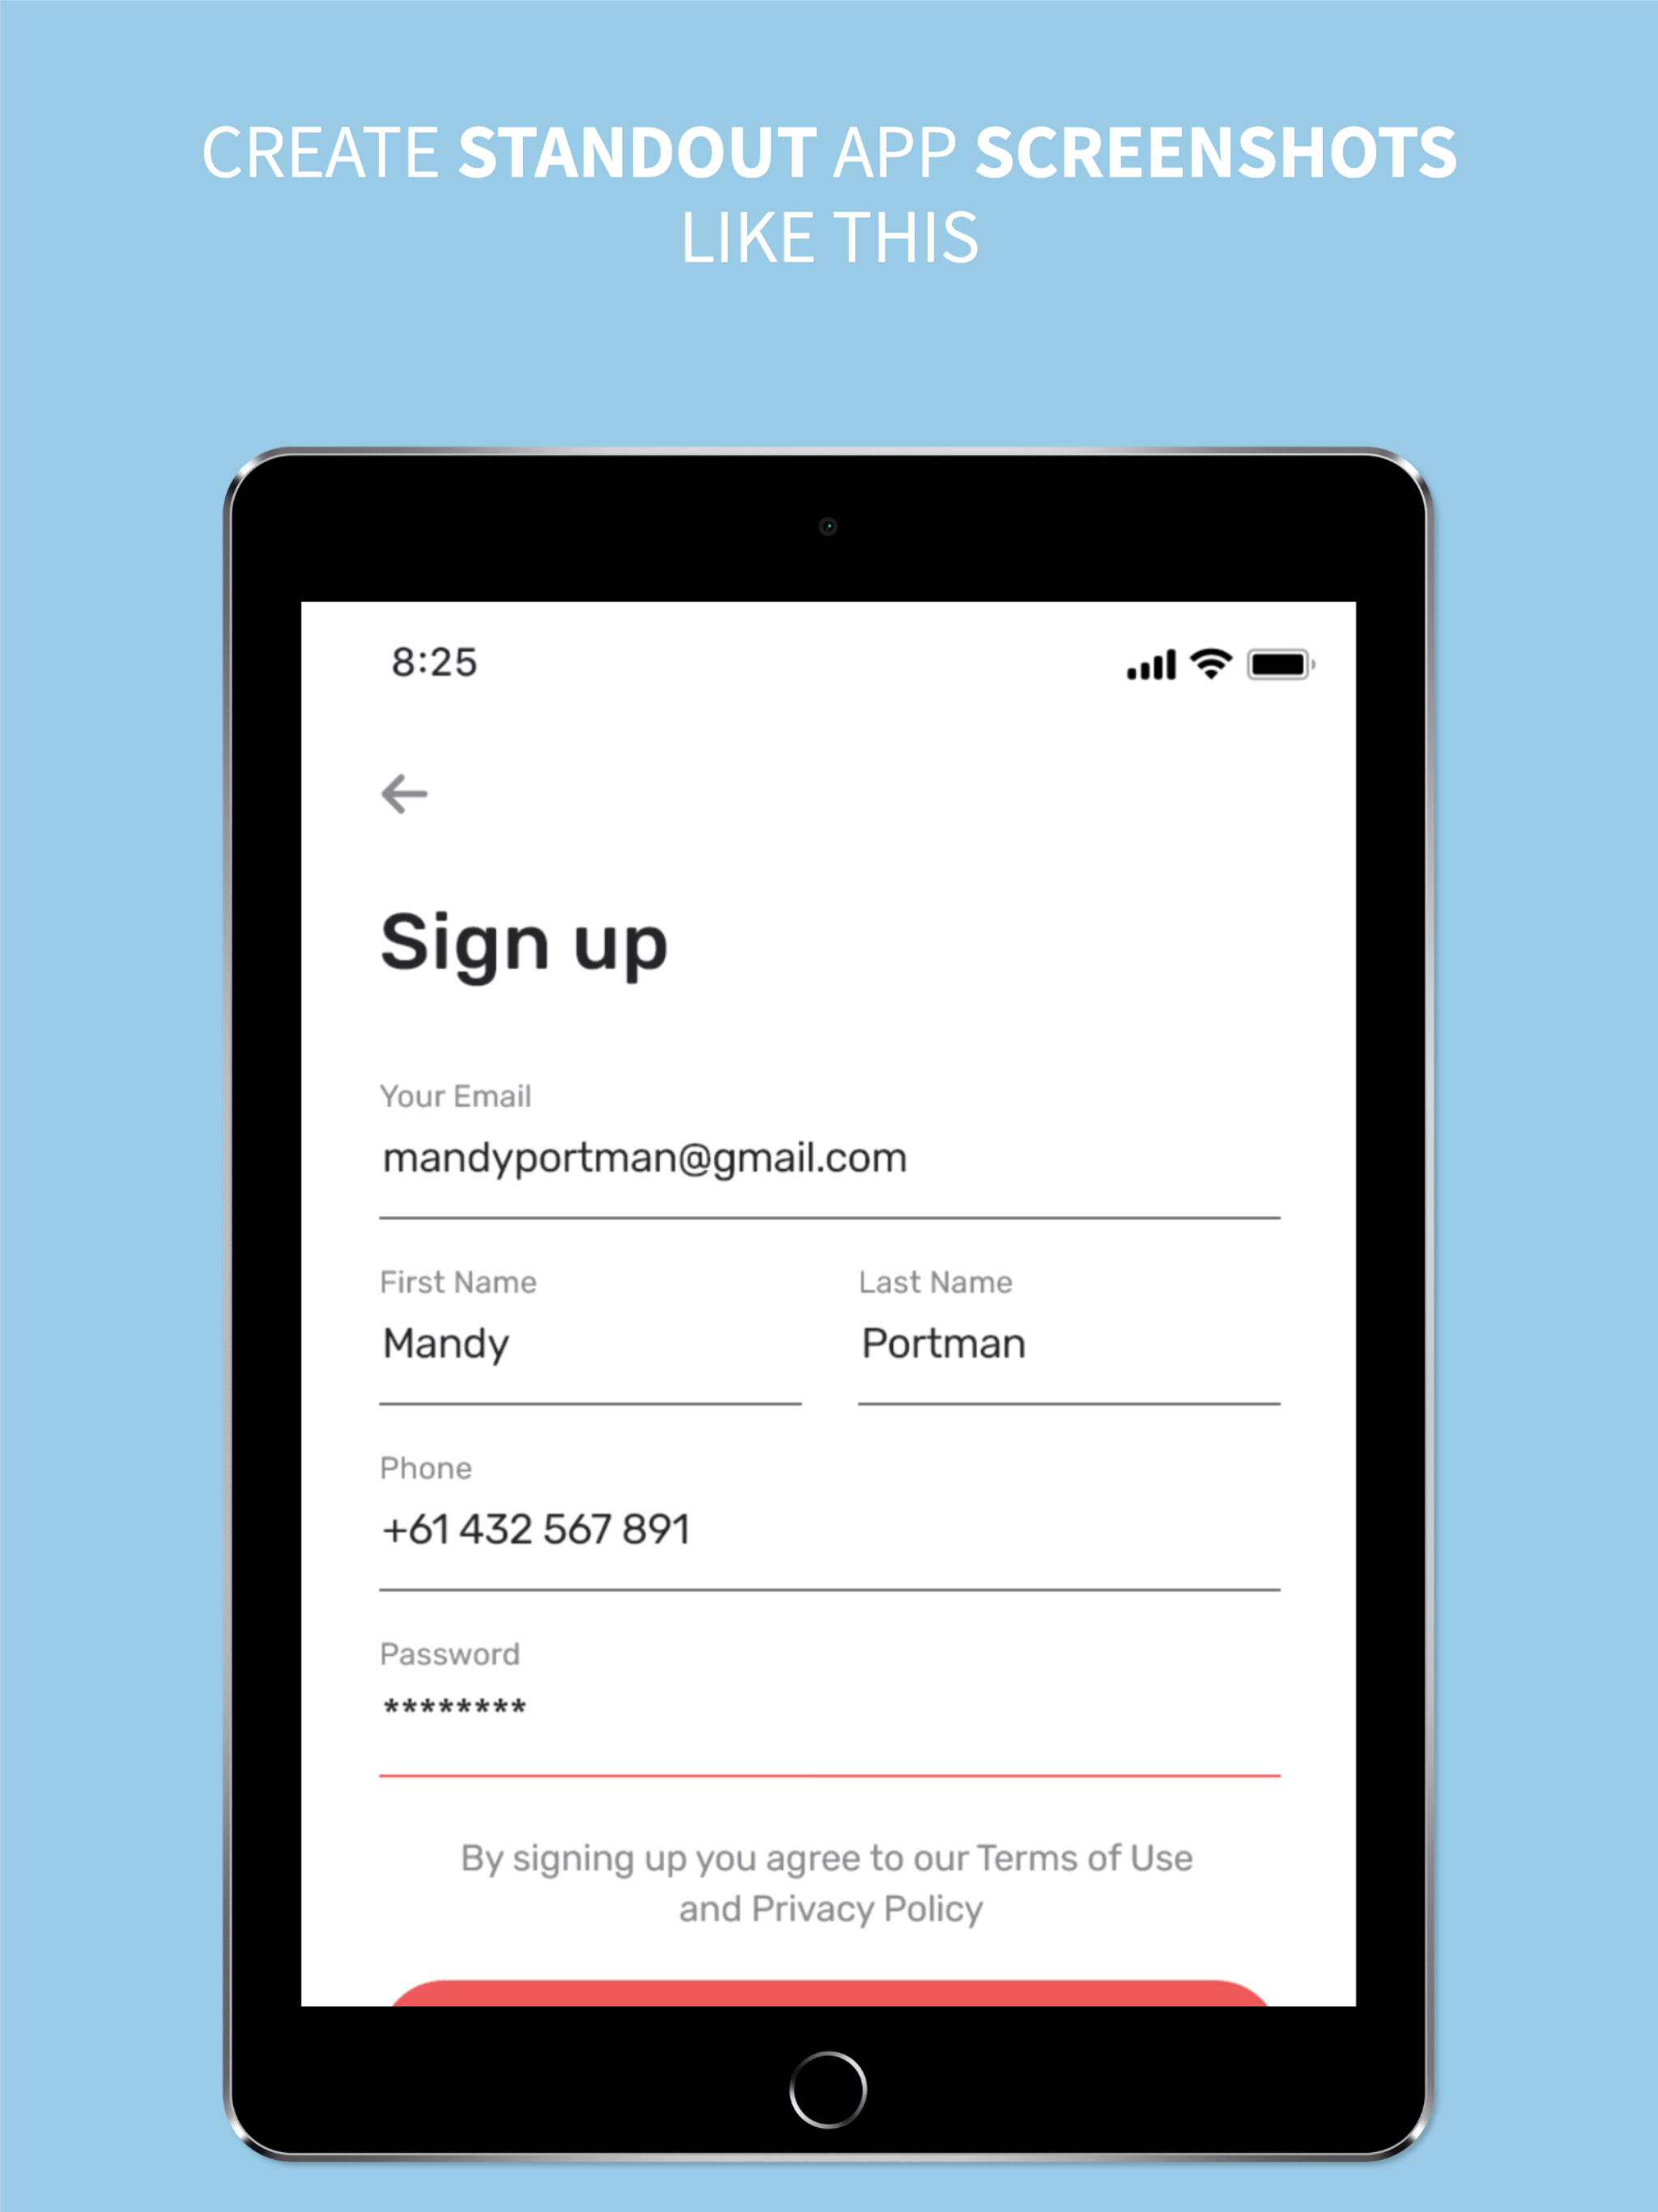 CREATE STANDOUT APP SCREENSHOTS
LIKE THIS
8:25
Sign up
Your Email
mandyportman@gmail.com
First Name Last Name
Mandy Portman
Phone
+61 432 567 891
Password
********
By signing up you agree to our Terms of Use
and Privacy Policy